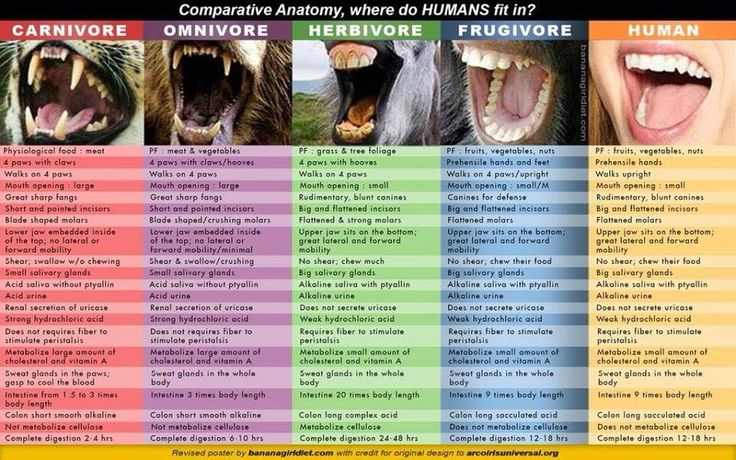 Comparative Anatomy, where do HUMANS fit in?
CARNIVORE
OMNIVORE
HERBIVORE
FRUGIVORE
HUMAN
bananagirldiet.com
Physiological food : meat
PF : meat & vegetables
PF : grass & tree foliage
PF : fruits, vegetables, nuts
PF : fruits, vegetables, nuts
4 paws with claws
4 paws with claws/hooves
4 paws with hooves
Prehensile hands and feet
Prehensile hands
Walks on 4 paws
Walks on 4 paws
Walks on 4 paws
Walks on 4 paws/upright
Walks upright
Mouth opening : large
Mouth opening : large
Mouth opening : small
Mouth opening : small/M
Mouth opening : small
Great sharp fangs
Great sharp fangs
Rudimentary, blunt canines
Canines for defense
Rudimentary, blunt canines
Short and pointed incisors
Short and pointed incisors
Big and flattened incisors
Big and flattened incisors
Big and flattened incisors
Blade shaped molars
Blade shaped/crushing molars
Flattened & strong molars
Flattened molars
Flattened molars
Lower jaw embedded inside
of the top; no lateral or
forward mobility
Lower jaw embedded inside
of the top; no lateral or
forward mobility/minimal
Upper jaw sits on the bottom;
great lateral and forward
mobility
Upper jaw sits on the bottom;
great lateral and forward
mobility
Upper jaw sits on the bottom;
great lateral and forward
mobility
Shear; swallow w/o chewing
Shear & swallow/crushing
No shear; chew much
No shear; chew their food
No shear; chew their food
Small salivary glands
Small salivary glands
Big salivary glands
Big salivary glands
Big salivary glands
Acid saliva without ptyallin
Acid saliva without ptyallin
Alkaline saliva with ptyallin
Alkaline saliva with ptyallin
Alkaline saliva with ptyallin
Acid urine
Acid urine
Alkaline urine
Alkaline urine
Alkaline urine
Renal secretion of uricase
Renal secretion of uricase
Does not secrete uricase
Does not secrete uricase
Does not secrete uricase
Strong hydrochloric acid
Strong hydrochloric acid
Weak hydrochloric acid
Weak hydrochloric acid
Weak hydrochloric acid
Does not requires fiber to
stimulate peristalsis
Does not requires fiber to
stimulate peristalsis
Requires fiber to stimulate
peristalsis
Requires fiber to stimulate
peristalsis
Requires fiber to stimulate
peristalsis
Metabolize large amount of
cholesterol and vitamin A
Metabolize large amount of
cholesterol and vitamin A
Metabolize small amount of
cholesterol and vitamin A
Metabolize small amount of
cholesterol and vitamin A
Metabolize small amount of
cholesterol and vitamin A
Sweat glands in the paws;
gasp to cool the blood
Sweat glands in the whole
body
Sweat glands in the whole
body
Sweat glands in the whole
body
Sweat glands in the whole
body
Intestine from 1.5 to 3 times
body length
Intestine 3 times body length
Intestine 20 times body length
Intestine 9 times body length
Intestine 9 times body length
Colon short smooth alkaline
Colon short smooth alkaline
Colon long complex acid
Colon long sacculated acid
Colon long sacculated acid
Not metabolize cellulose
Not metabolize cellulose
Does not metabolize cellulose
Does not metabolize cellulose
Complete digestion 2-4 hrs
Complete digestion 6-10 hrs
Complete digestion 24-48 hrs
Complete digestion 12-18 hrs
Complete digestion 12-18 hrs
Revised poster by bananagirldiet.com with credit for original design to arcoirisuniversal.org